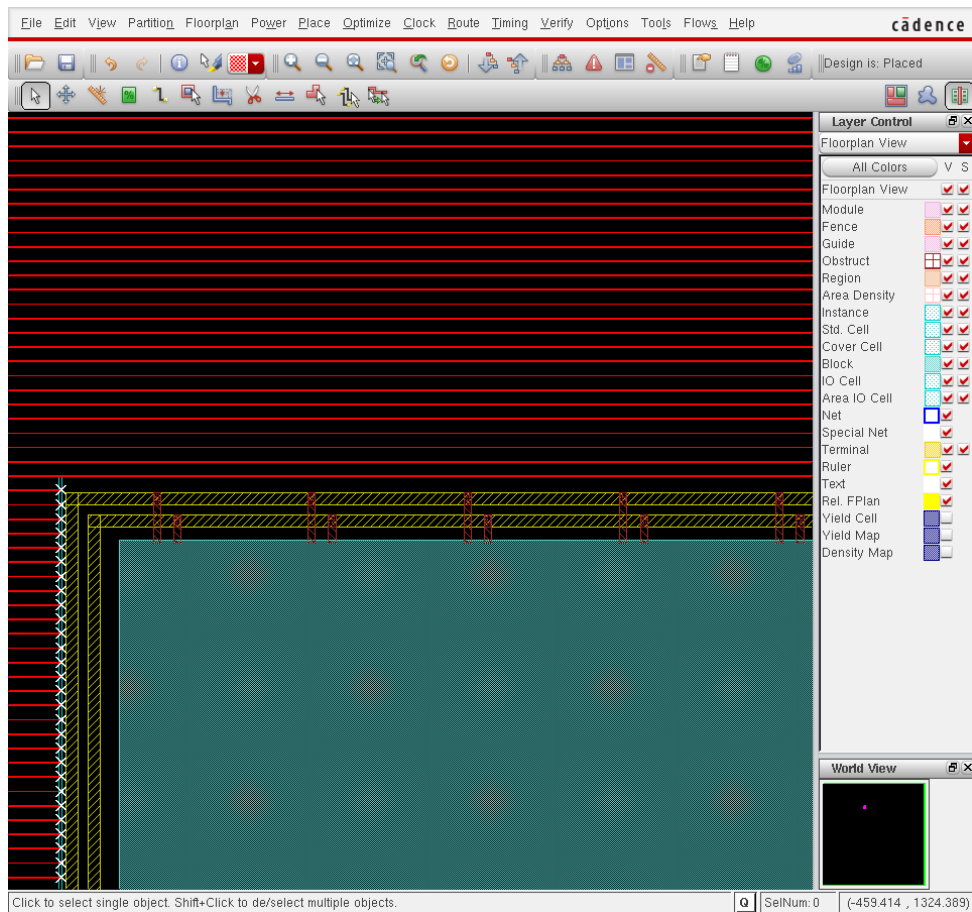 File Edit View Partition Floorplan Power Place Optimize Clock Route Timing Verify Options Tools Flows Help cādence
Design is: Placed
Layer Control
Floorplan View
All Colors V S
Floorplan View
Module
Fence
Guide
Obstruct
Region
Area Density
Instance
Std. Cell
Cover Cell
Block
IO Cell
Area IO Cell
Net
Special Net
Terminal
Ruler
Text
Rel. FPlan
Yield Cell
Yield Map
Density Map
World View
Click to select single object. Shift+Click to de/select multiple objects. Q SelNum: 0 (-459.414 , 1324.389)